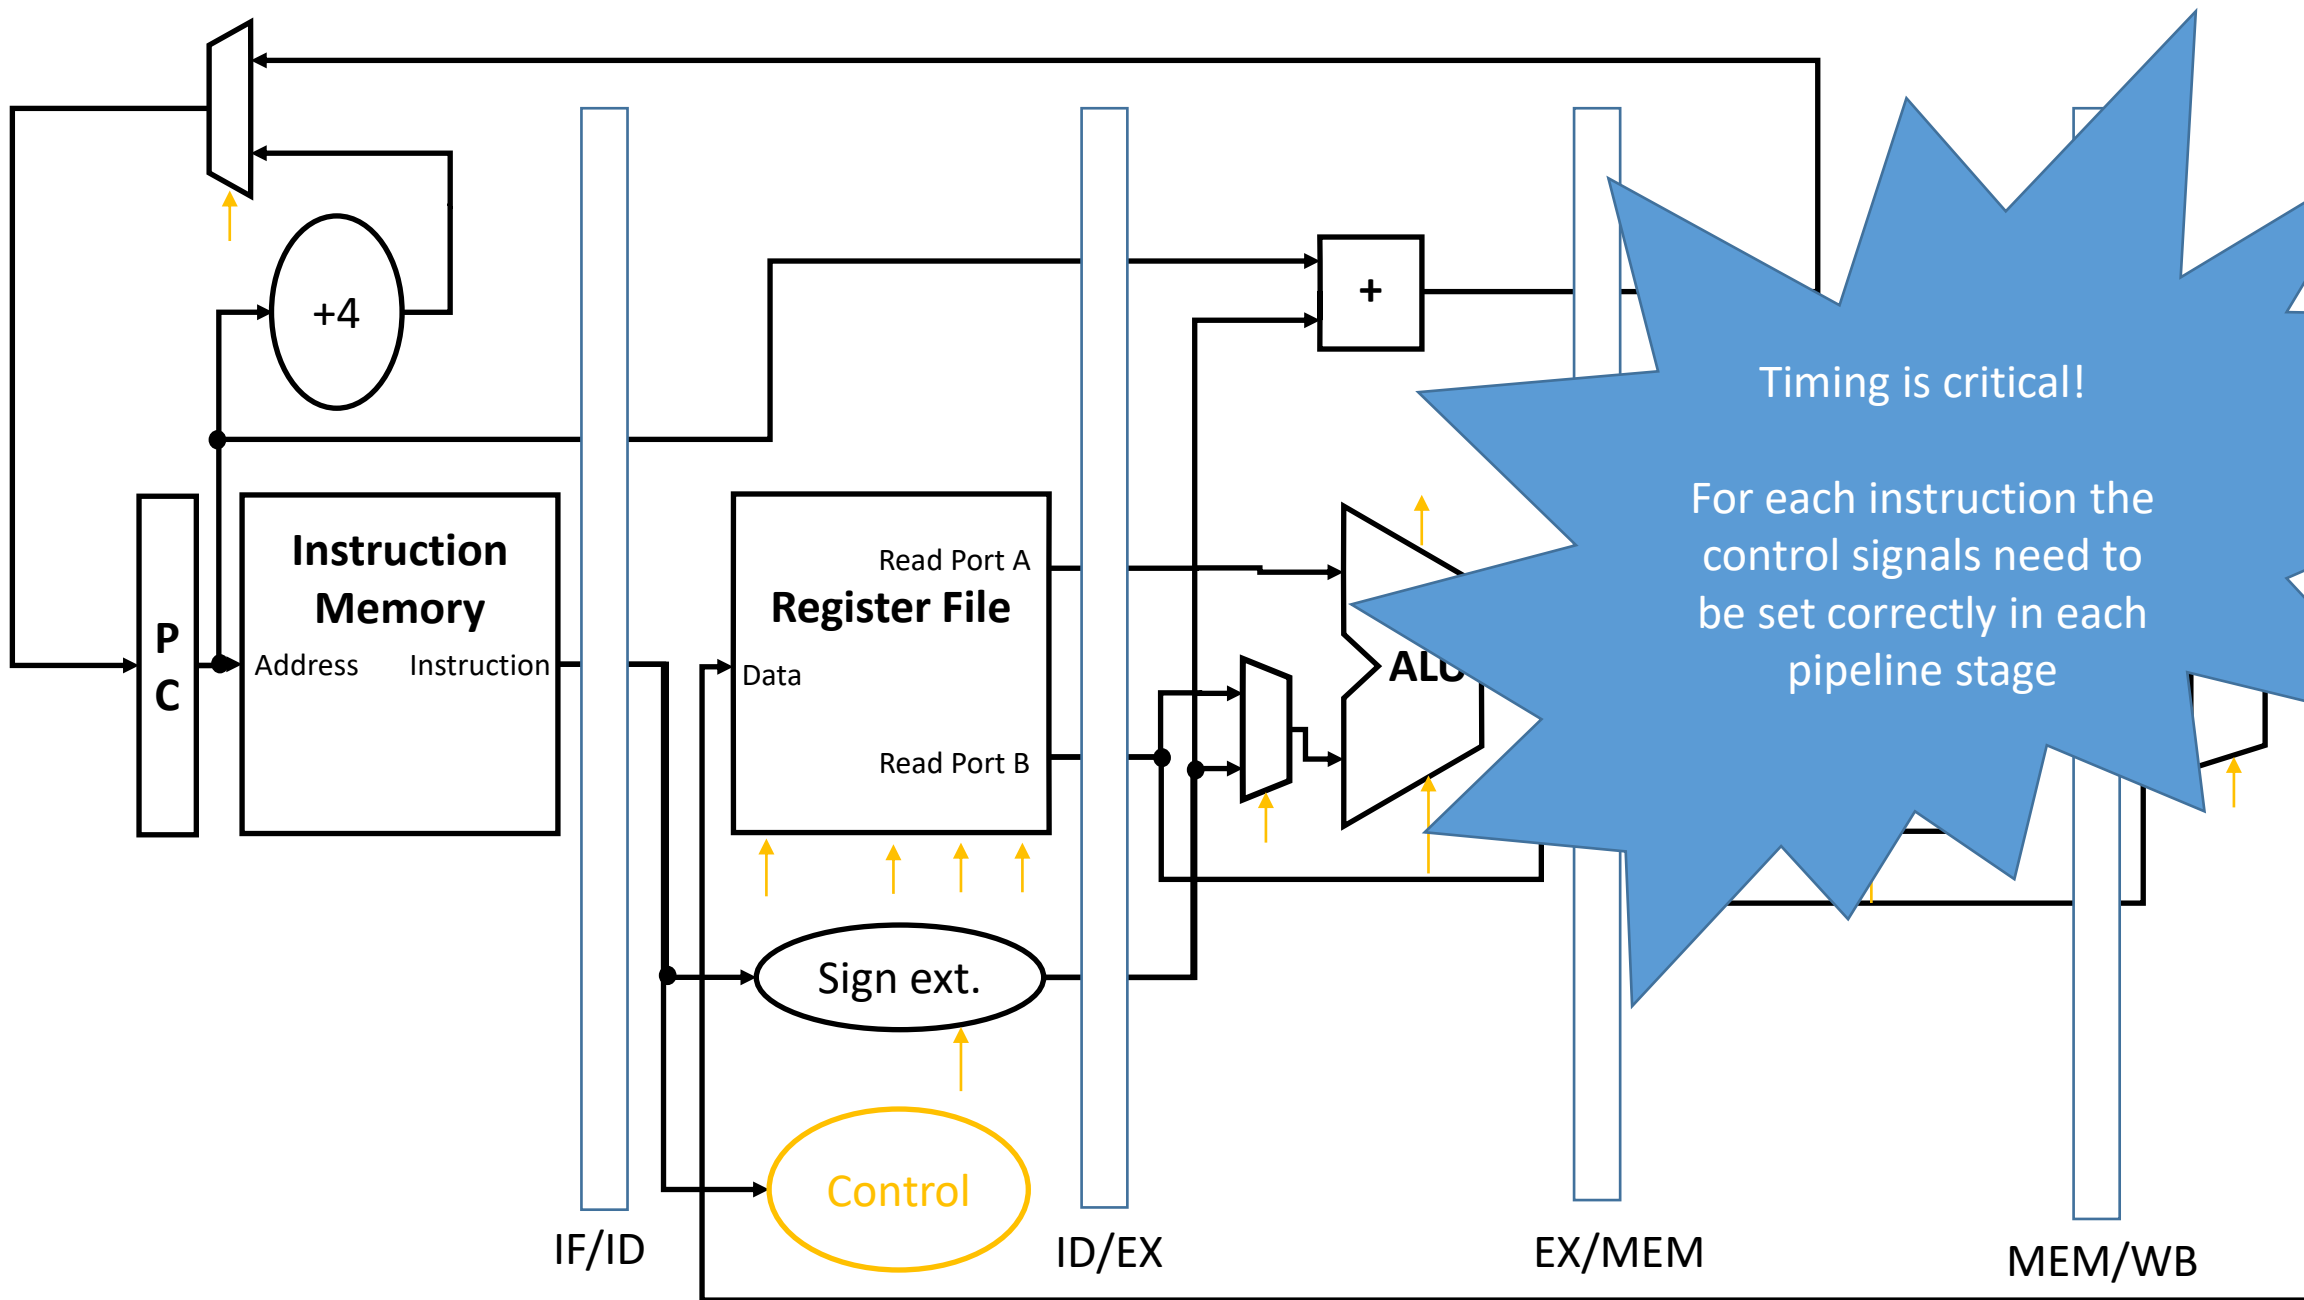 +4
+
Timing is critical!
For each instruction the
control signals need to
be set correctly in each
pipeline stage
P
C
Instruction
Memory
Address
Instruction
Read Port A
Register File
Data
Read Port B
ALU
Sign ext.
Control
IF/ID
ID/EX
EX/MEM
MEM/WB